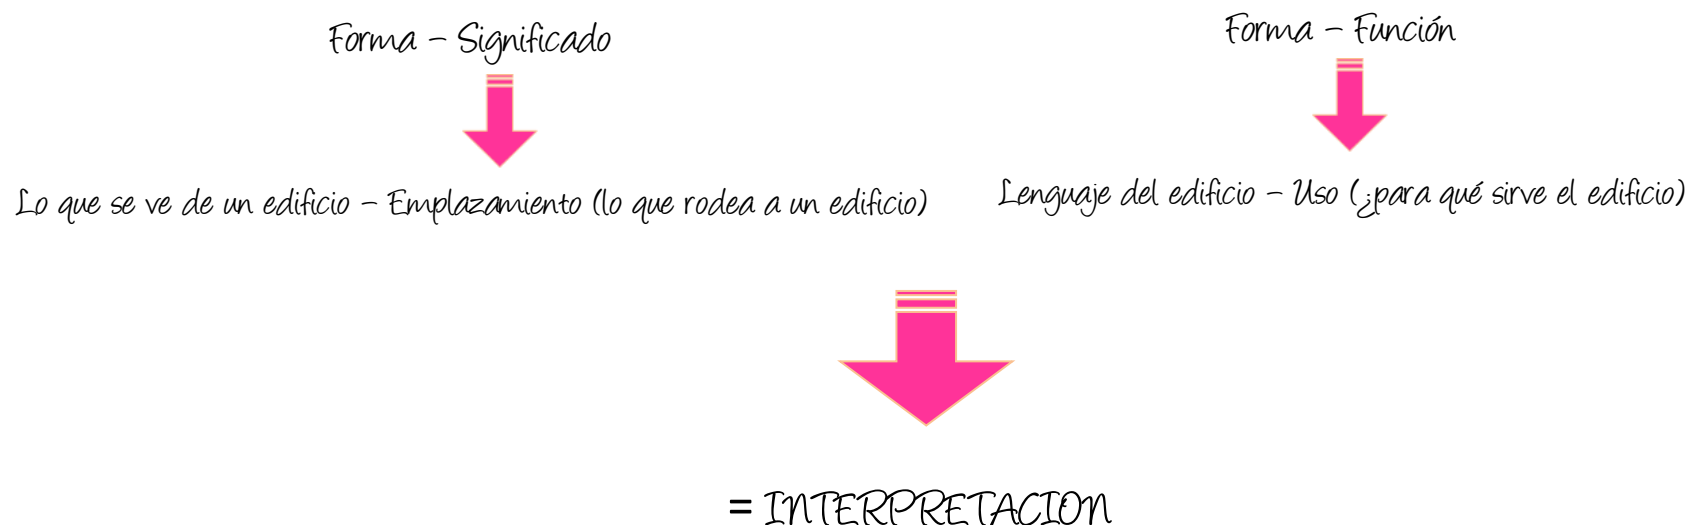 Forma – Significado
Forma – Función
Lo que se ve de un edificio – Emplazamiento (lo que rodea a un edificio)
Lenguaje del edificio – Uso (¿para qué sirve el edificio)
= INTERPRETACION